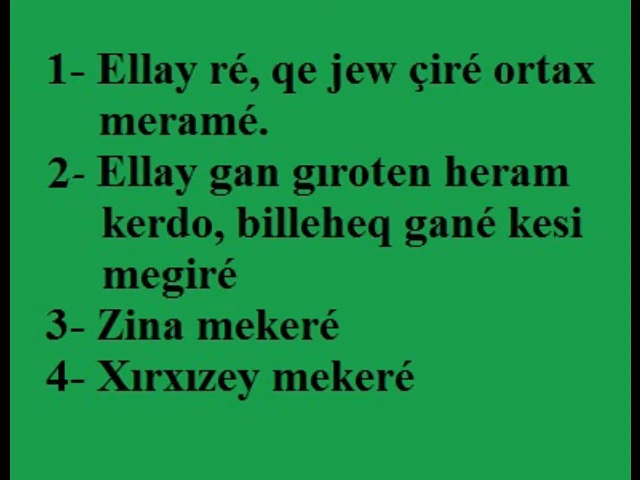 1- Ellay ré, qe jew çiré ortax
meramé.
2- Ellay gan gıroten heram
kerdo, billeheq gané kesi
megiré
3- Zina mekeré
4- Xırxızey mekeré